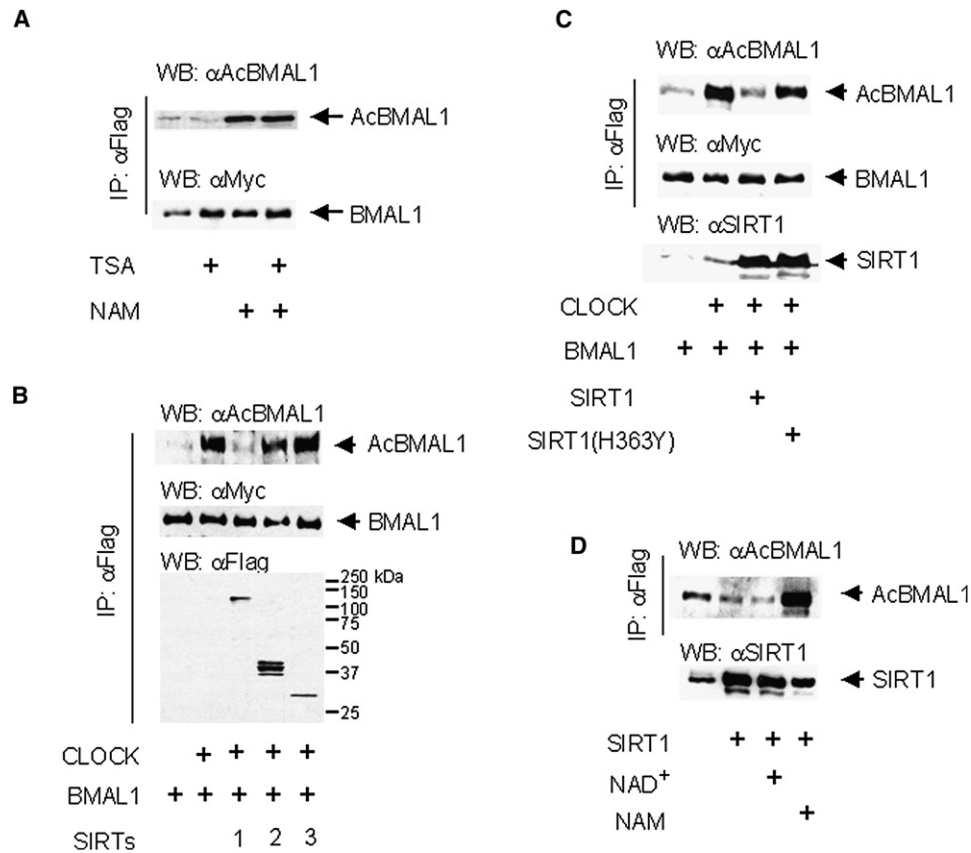 A
WB: αAcBMAL1
IP: αFlag
AcBMAL1
WB: αMyc
BMAL1
TSA + +
NAM + +
B
WB: αAcBMAL1
IP: αFlag
AcBMAL1
WB: αMyc
BMAL1
WB: αFlag
250 kDa
150
100
75
50
37
25
CLOCK + + + +
BMAL1 + + + + +
SIRTs 1 2 3
C
WB: αAcBMAL1
IP: αFlag
AcBMAL1
WB: αMyc
BMAL1
WB: αSIRT1
SIRT1
CLOCK + + +
BMAL1 + + + +
SIRT1 +
SIRT1(H363Y) +
D
WB: αAcBMAL1
IP: αFlag
AcBMAL1
WB: αSIRT1
SIRT1
SIRT1 + + +
NAD⁺ +
NAM +